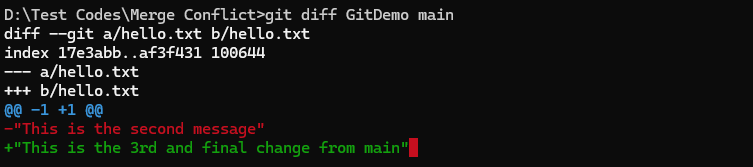 D:\Test Codes\Merge Conflict>git diff GitDemo main
diff --git a/hello.txt b/hello.txt
index 17e3abb..af3f431 100644
--- a/hello.txt
+++ b/hello.txt
@@ -1 +1 @@
-"This is the second message"
+"This is the 3rd and final change from main"